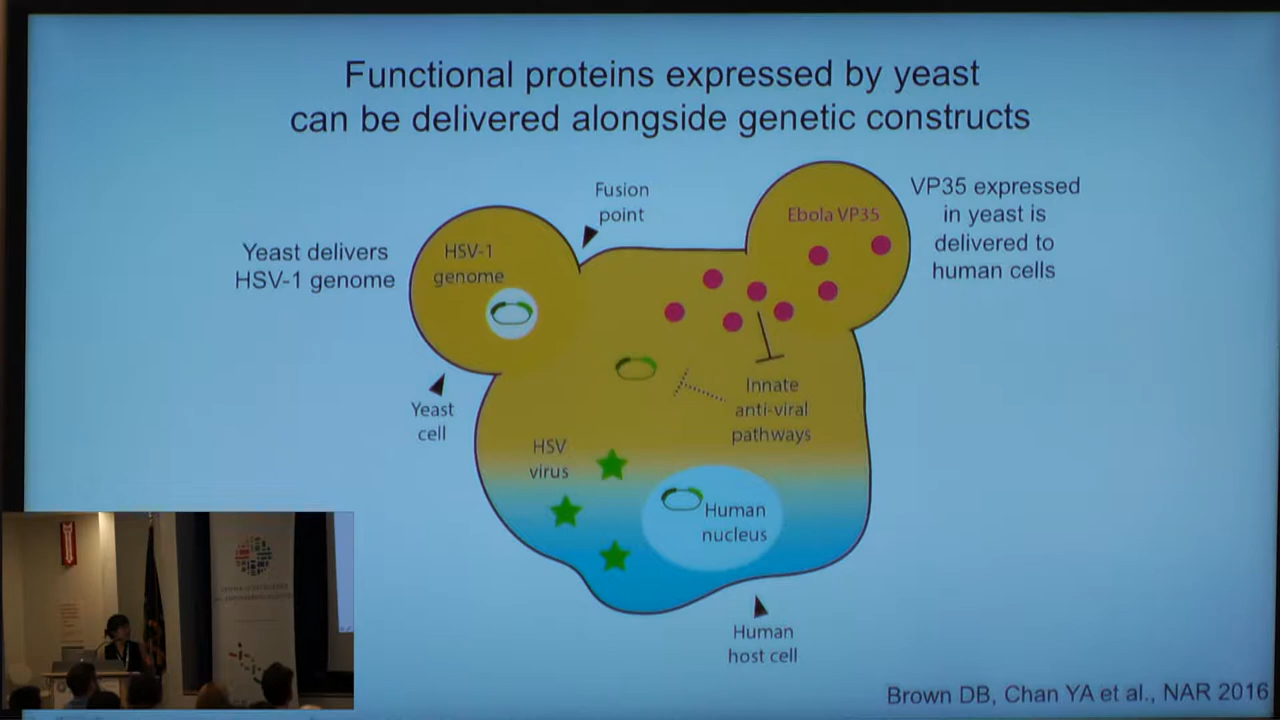 Functional proteins expressed by yeast
can be delivered alongside genetic constructs
Fusion
point
VP35 expressed
in yeast is
delivered to
human cells
Ebola VP35
Yeast delivers
HSV-1 genome
HSV-1
genome
Innate
anti-viral
pathways
Yeast
cell
HSV
virus
Human
nucleus
Human
host cell
Brown DB, Chan YA et al., NAR 2016